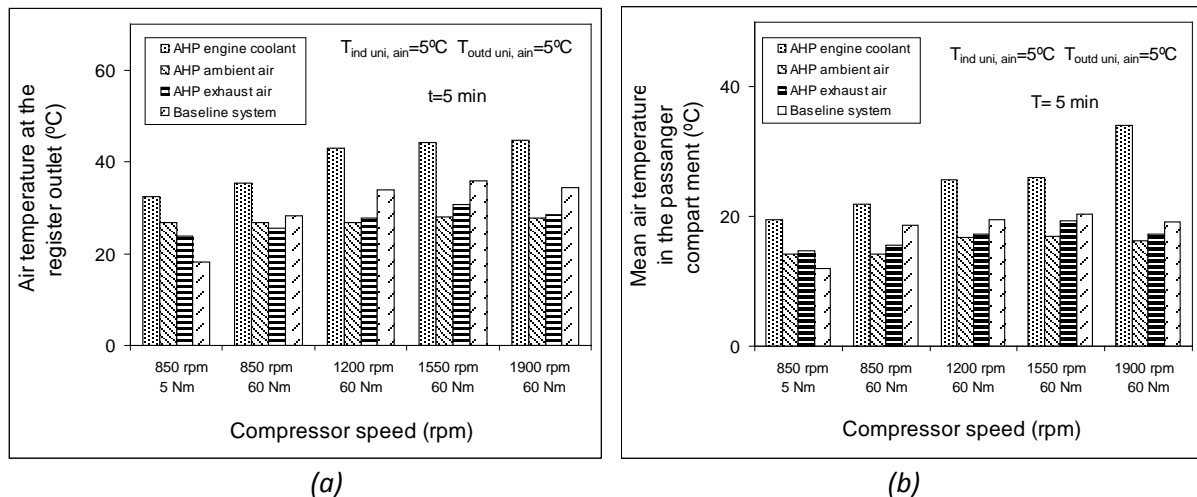 AHP engine coolant
AHP ambient air
AHP exhaust air
Baseline system
T_ind uni, ain=5ºC T_outd uni, ain=5ºC
t=5 min
60
40
20
0
Air temperature at the
register outlet (ºC)
850 rpm 850 rpm 1200 rpm 1550 rpm 1900 rpm
5 Nm 60 Nm 60 Nm 60 Nm 60 Nm
Compressor speed (rpm)
(a)
AHP engine coolant
AHP ambient air
AHP exhaust air
Baseline system
T_ind uni, ain=5ºC T_outd uni, ain=5ºC
T= 5 min
40
20
0
Mean air temperature
in the passanger
compart ment (ºC)
850 rpm 850 rpm 1200 rpm 1550 rpm 1900 rpm
5 Nm 60 Nm 60 Nm 60 Nm 60 Nm
Compressor speed (rpm)
(b)